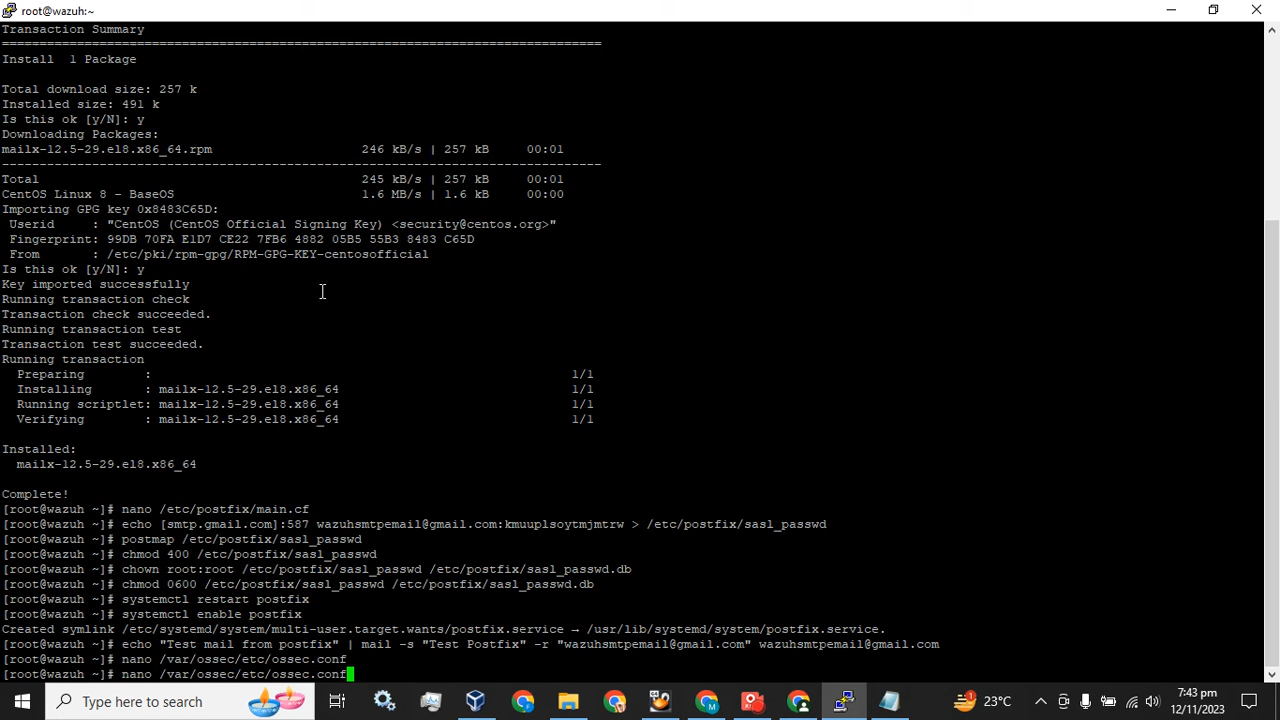 root@wazuh:~
Transaction Summary
================================================================================
Install  1 Package
Total download size: 257 k
Installed size: 491 k
Is this ok [y/N]: y
Downloading Packages:
mailx-12.5-29.el8.x86_64.rpm                    246 kB/s | 257 kB     00:01
--------------------------------------------------------------------------------
Total                                           245 kB/s | 257 kB     00:01
CentOS Linux 8 - BaseOS                         1.6 MB/s | 1.6 kB     00:00
Importing GPG key 0x8483C65D:
 Userid     : "CentOS (CentOS Official Signing Key) <security@centos.org>"
 Fingerprint: 99DB 70FA E1D7 CE22 7FB6 4882 05B5 55B3 8483 C65D
 From       : /etc/pki/rpm-gpg/RPM-GPG-KEY-centosofficial
Is this ok [y/N]: y
Key imported successfully
Running transaction check
Transaction check succeeded.
Running transaction test
Transaction test succeeded.
Running transaction
  Preparing        :                                                        1/1
  Installing       : mailx-12.5-29.el8.x86_64                               1/1
  Running scriptlet: mailx-12.5-29.el8.x86_64                               1/1
  Verifying        : mailx-12.5-29.el8.x86_64                               1/1
Installed:
  mailx-12.5-29.el8.x86_64
Complete!
[root@wazuh ~]# nano /etc/postfix/main.cf
[root@wazuh ~]# echo [smtp.gmail.com]:587 wazuhsmtpemail@gmail.com:kmuuplsoytmjmtrw > /etc/postfix/sasl_passwd
[root@wazuh ~]# postmap /etc/postfix/sasl_passwd
[root@wazuh ~]# chmod 400 /etc/postfix/sasl_passwd
[root@wazuh ~]# chown root:root /etc/postfix/sasl_passwd /etc/postfix/sasl_passwd.db
[root@wazuh ~]# chmod 0600 /etc/postfix/sasl_passwd /etc/postfix/sasl_passwd.db
[root@wazuh ~]# systemctl restart postfix
[root@wazuh ~]# systemctl enable postfix
Created symlink /etc/systemd/system/multi-user.target.wants/postfix.service → /usr/lib/systemd/system/postfix.service.
[root@wazuh ~]# echo "Test mail from postfix" | mail -s "Test Postfix" -r "wazuhsmtpemail@gmail.com" wazuhsmtpemail@gmail.com
[root@wazuh ~]# nano /var/ossec/etc/ossec.conf
[root@wazuh ~]# nano /var/ossec/etc/ossec.conf
Type here to search
23°C
7:43 pm
12/11/2023